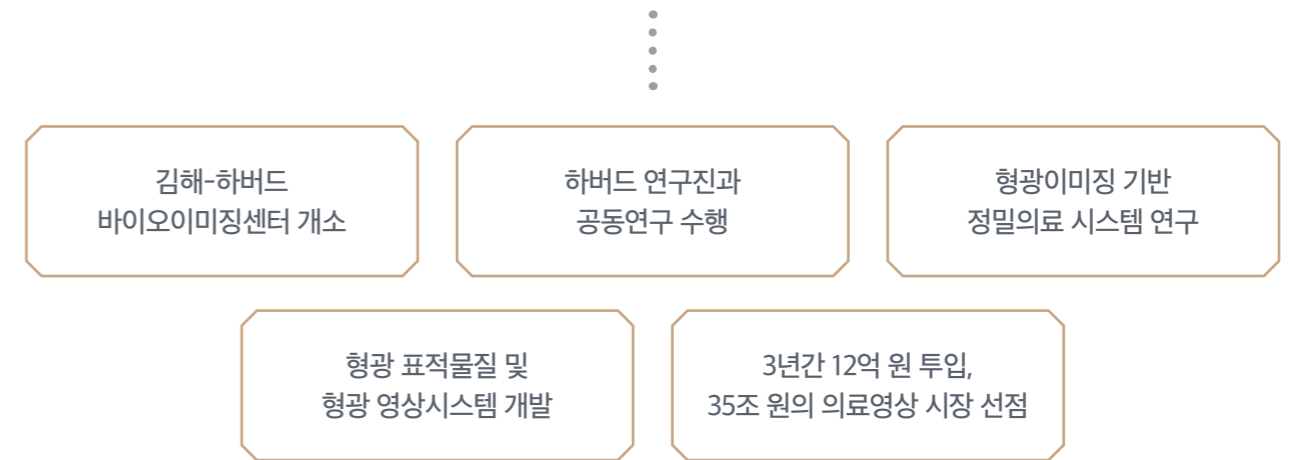 김해-하버드
바이오이미징센터 개소
하버드 연구진과
공동연구 수행
형광이미징 기반
정밀의료 시스템 연구
형광 표적물질 및
형광 영상시스템 개발
3년간 12억 원 투입,
35조 원의 의료영상 시장 선점